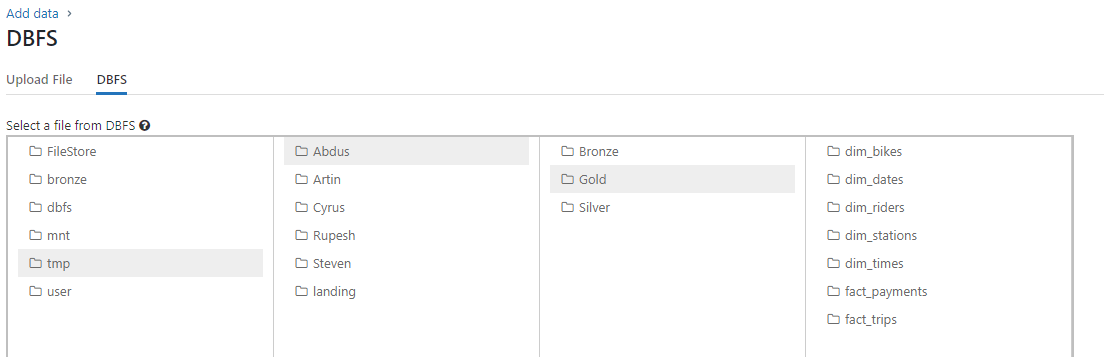 Add data >
DBFS
Upload File DBFS
Select a file from DBFS ?
FileStore
bronze
dbfs
mnt
tmp
user
Abdus
Artin
Cyrus
Rupesh
Steven
landing
Bronze
Gold
Silver
dim_bikes
dim_dates
dim_riders
dim_stations
dim_times
fact_payments
fact_trips